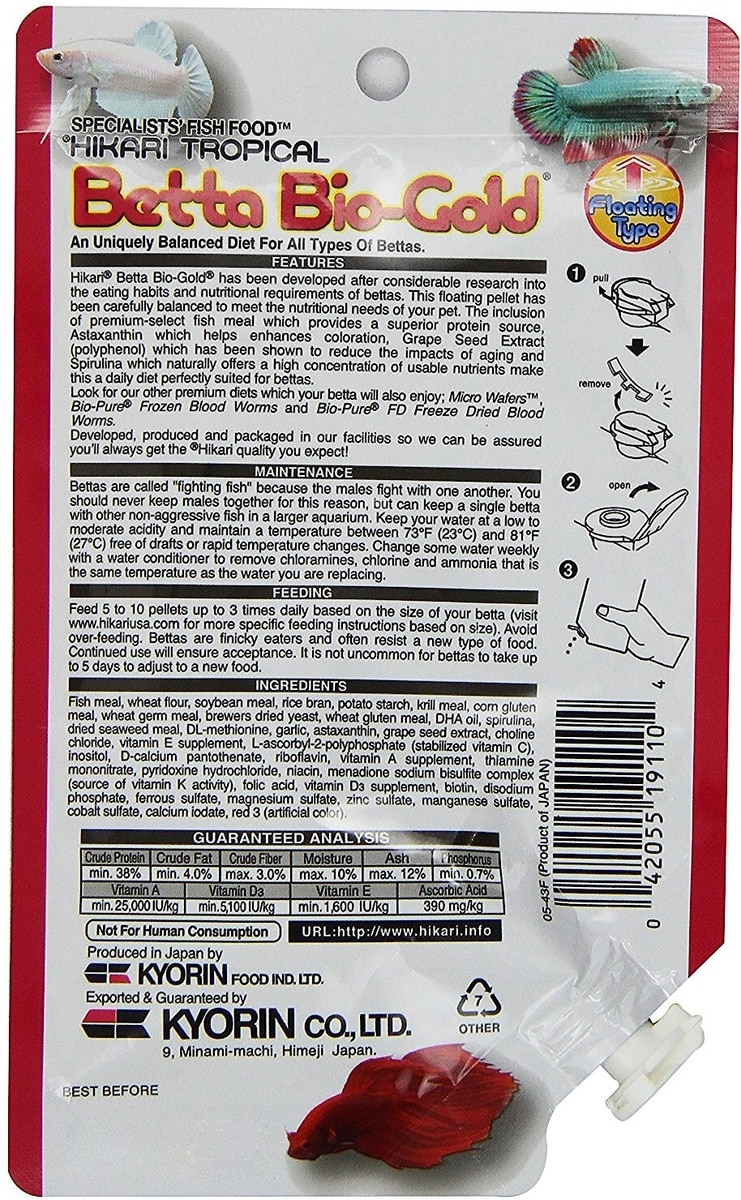 SPECIALISTS' FISH FOOD™
®HIKARI TROPICAL
Betta Bio-Gold®
An Uniquely Balanced Diet For All Types Of Bettas.
Floating
Type
FEATURES
Hikari® Betta Bio-Gold® has been developed after considerable research into
the eating habits and nutritional requirements of bettas. This floating pellet has
been carefully balanced to meet the nutritional needs of your pet. The inclusion
of premium-select fish meal which provides a superior protein source,
Astaxanthin which helps enhances coloration, Grape Seed Extract
(polyphenol) which has been shown to reduce the impacts of aging and
Spirulina which naturally offers a high concentration of usable nutrients make
this a daily diet perfectly suited for bettas.
Look for our other premium diets which your betta will also enjoy; Micro Wafers™,
Bio-Pure® Frozen Blood Worms and Bio-Pure® FD Freeze Dried Blood
Worms.
Developed, produced and packaged in our facilities so we can be assured
you'll always get the ®Hikari quality you expect!
MAINTENANCE
Bettas are called "fighting fish" because the males fight with one another. You
should never keep males together for this reason, but can keep a single betta
with other non-aggressive fish in a larger aquarium. Keep your water at a low to
moderate acidity and maintain a temperature between 73°F (23°C) and 81°F
(27°C) free of drafts or rapid temperature changes. Change some water weekly
with a water conditioner to remove chloramines, chlorine and ammonia that is
the same temperature as the water you are replacing.
FEEDING
Feed 5 to 10 pellets up to 3 times daily based on the size of your betta (visit
www.hikariusa.com for more specific feeding instructions based on size). Avoid
over-feeding. Bettas are finicky eaters and often resist a new type of food.
Continued use will ensure acceptance. It is not uncommon for bettas to take up
to 5 days to adjust to a new food.
INGREDIENTS
Fish meal, wheat flour, soybean meal, rice bran, potato starch, krill meal, corn gluten
meal, wheat germ meal, brewers dried yeast, wheat gluten meal, DHA oil, spirulina,
dried seaweed meal, DL-methionine, garlic, astaxanthin, grape seed extract, choline
chloride, vitamin E supplement, L-ascorbyl-2-polyphosphate (stabilized vitamin C),
inositol, D-calcium pantothenate, riboflavin, vitamin A supplement, thiamine
mononitrate, pyridoxine hydrochloride, niacin, menadione sodium bisulfite complex
(source of vitamin K activity), folic acid, vitamin D3 supplement, biotin, disodium
phosphate, ferrous sulfate, magnesium sulfate, zinc sulfate, manganese sulfate,
cobalt sulfate, calcium iodate, red 3 (artificial color).
GUARANTEED ANALYSIS
Crude Protein Crude Fat Crude Fiber Moisture Ash Phosphorus
min. 38% min. 4.0% max. 3.0% max. 10% max. 12% min. 0.7%
Vitamin A Vitamin D3 Vitamin E Ascorbic Acid
min. 25,000 IU/kg min. 5,100 IU/kg min. 1,600 IU/kg 390 mg/kg
Not For Human Consumption URL:http://www.hikari.info
Produced in Japan by
KYORIN FOOD IND. LTD.
Exported & Guaranteed by
KYORIN CO., LTD.
9, Minami-machi, Himeji Japan.
BEST BEFORE
1 pull
remove
2 open
3
05-43F (Product of JAPAN)
0 42055 19110 4
7
OTHER